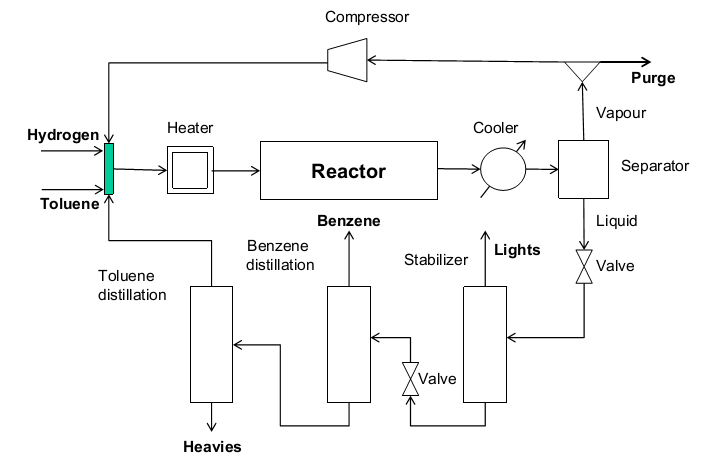 Compressor
Purge
Vapour
Hydrogen
Heater
Cooler
Reactor
Separator
Toluene
Benzene
Liquid
Benzene
distillation
Stabilizer
Lights
Valve
Toluene
distillation
Valve
Heavies